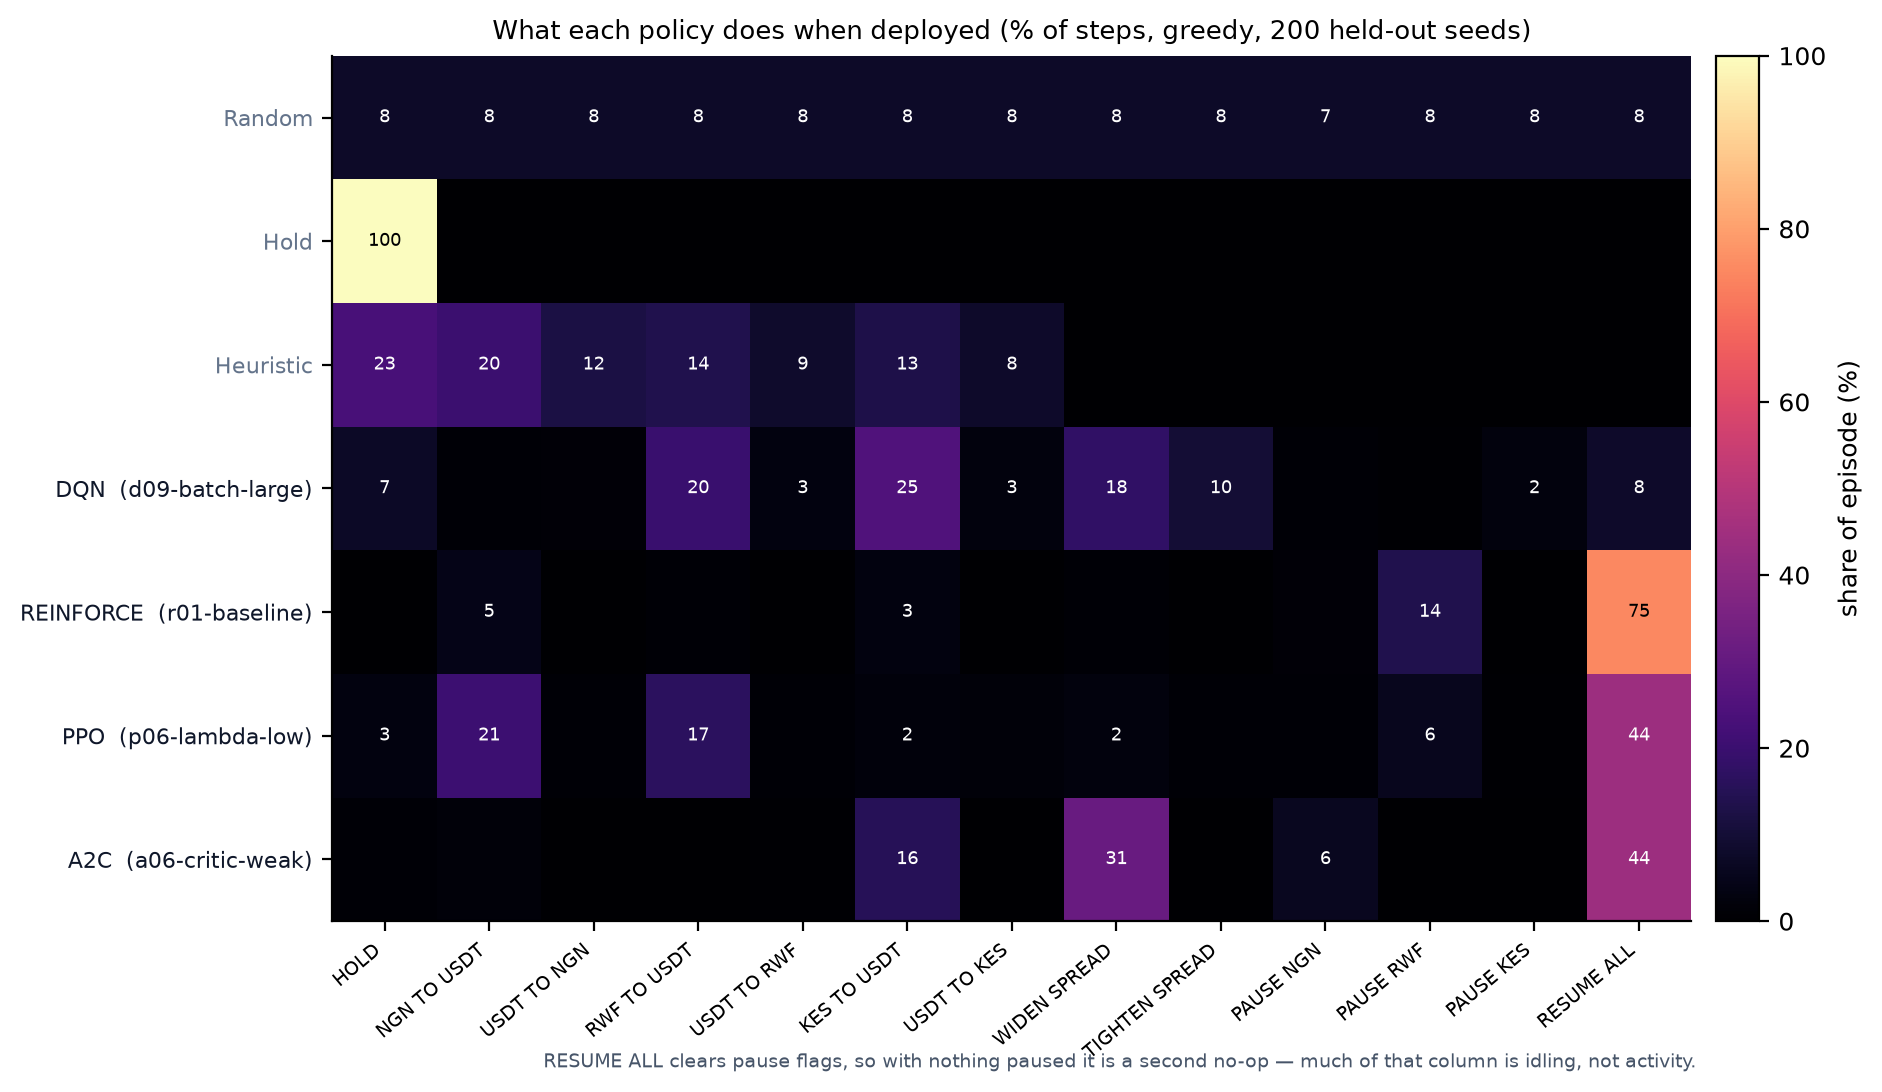 What each policy does when deployed (% of steps, greedy, 200 held-out seeds)
Random 8 8 8 8 8 8 8 8 8 7 8 8 8
Hold 100
Heuristic 23 20 12 14 9 13 8
DQN (d09-batch-large) 7 20 3 25 3 18 10 2 8
REINFORCE (r01-baseline) 5 3 14 75
PPO (p06-lambda-low) 3 21 17 2 2 6 44
A2C (a06-critic-weak) 16 31 6 44
HOLD
NGN TO USDT
USDT TO NGN
RWF TO USDT
USDT TO RWF
KES TO USDT
USDT TO KES
WIDEN SPREAD
TIGHTEN SPREAD
PAUSE NGN
PAUSE RWF
PAUSE KES
RESUME ALL
100
80
60
40
20
0
share of episode (%)
RESUME ALL clears pause flags, so with nothing paused it is a second no-op — much of that column is idling, not activity.